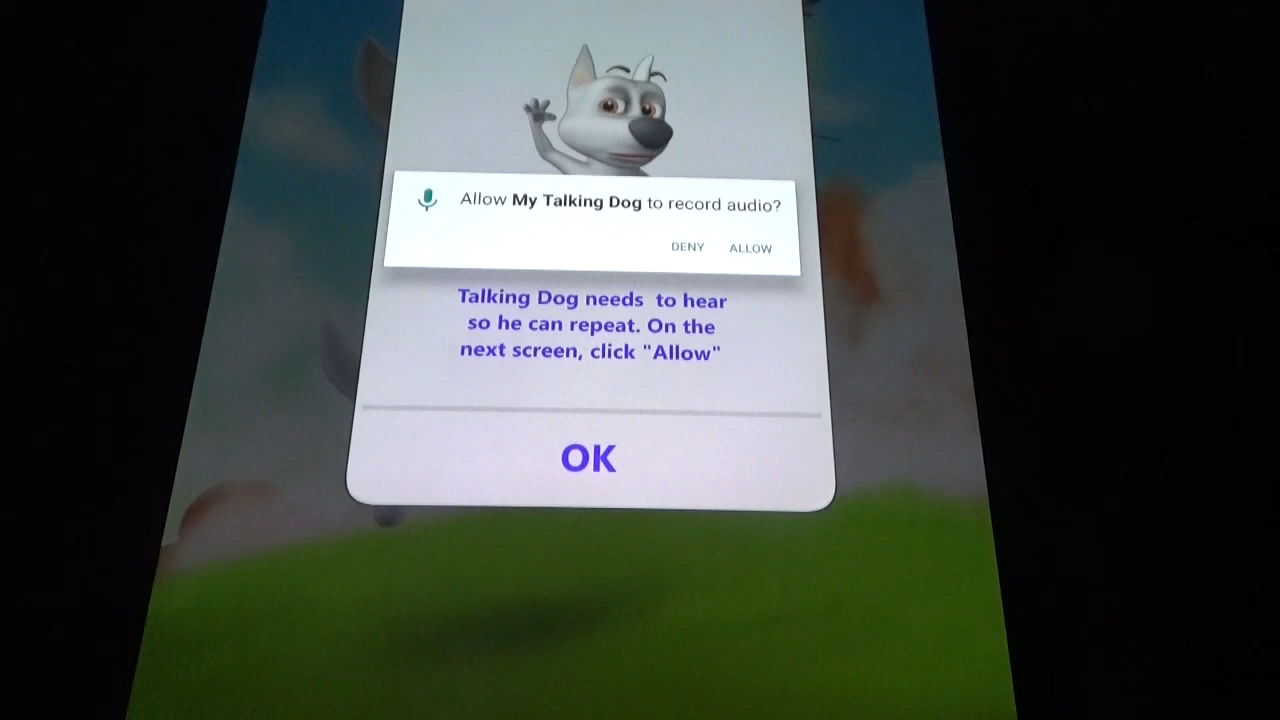 Allow My Talking Dog to record audio?
DENY ALLOW
Talking Dog needs to hear
so he can repeat. On the
next screen, click "Allow"
OK